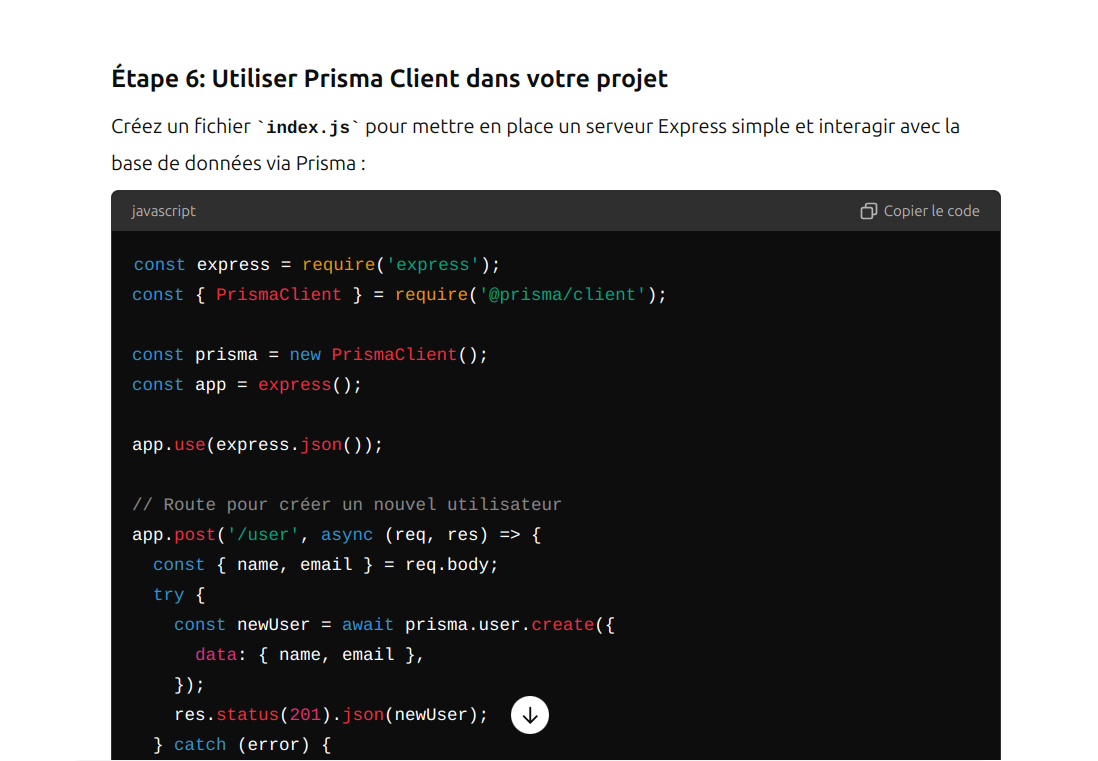 Étape 6: Utiliser Prisma Client dans votre projet
Créez un fichier `index.js` pour mettre en place un serveur Express simple et interagir avec la
base de données via Prisma :
javascript
Copier le code
const express = require('express');
const { PrismaClient } = require('@prisma/client');
const prisma = new PrismaClient();
const app = express();
app.use(express.json());
// Route pour créer un nouvel utilisateur
app.post('/user', async (req, res) => {
  const { name, email } = req.body;
  try {
    const newUser = await prisma.user.create({
      data: { name, email },
    });
    res.status(201).json(newUser);
  } catch (error) {